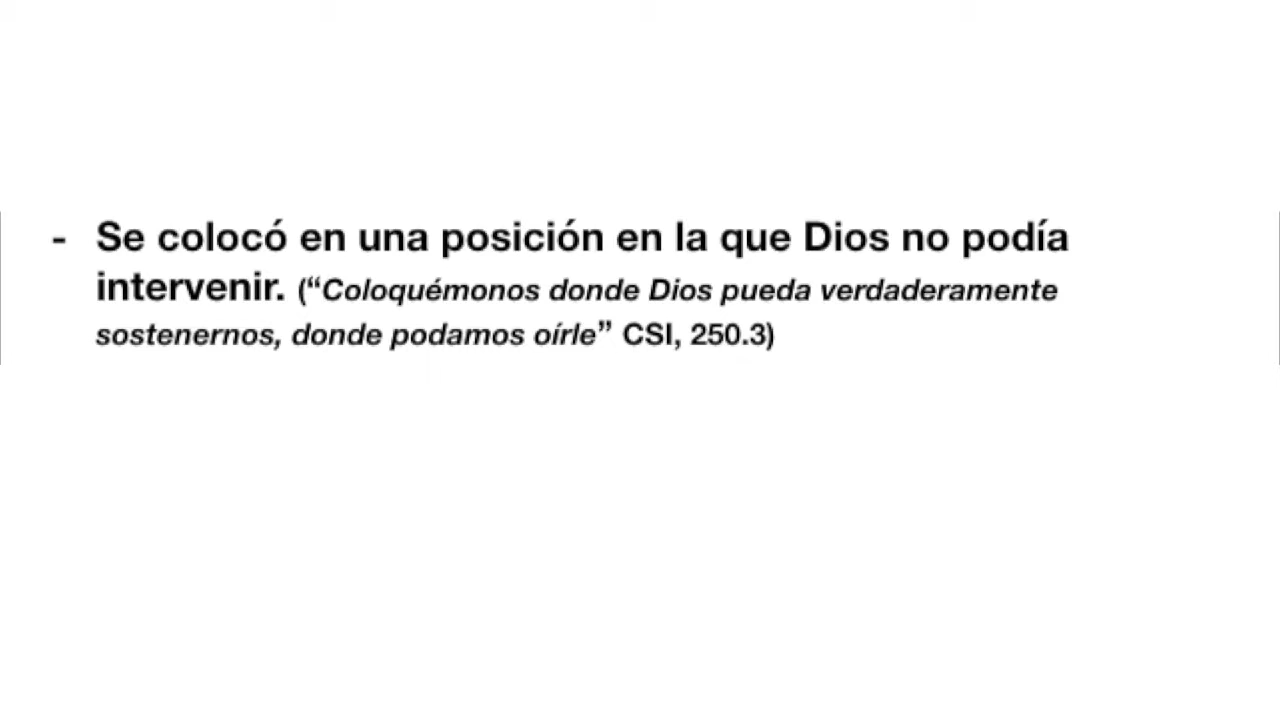 - Se colocó en una posición en la que Dios no podía
intervenir. (“Coloquémonos donde Dios pueda verdaderamente
sostenernos, donde podamos oírle” CSI, 250.3)